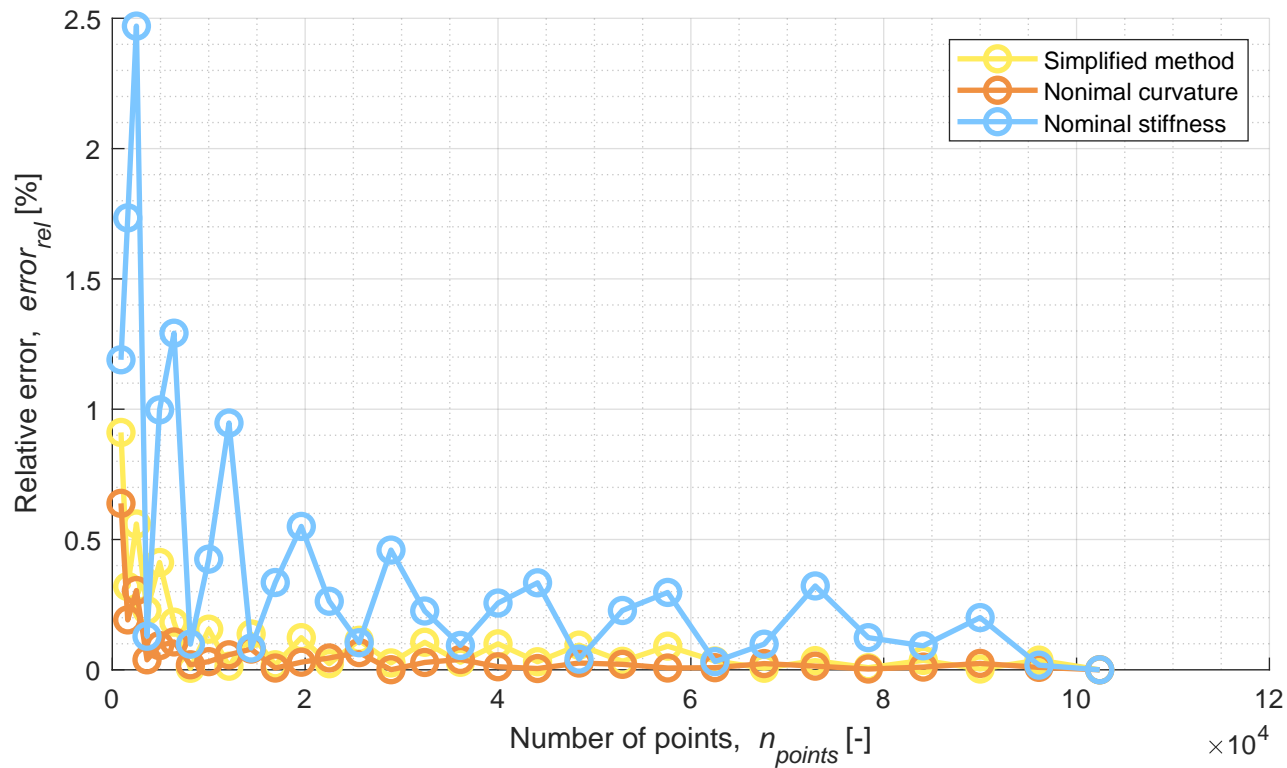 2.5
2
1.5
1
0.5
0
Relative error, error_rel [%]
Simplified method
Nonimal curvature
Nominal stiffness
0 2 4 6 8 10 12
Number of points, n_points [-]
×10^4